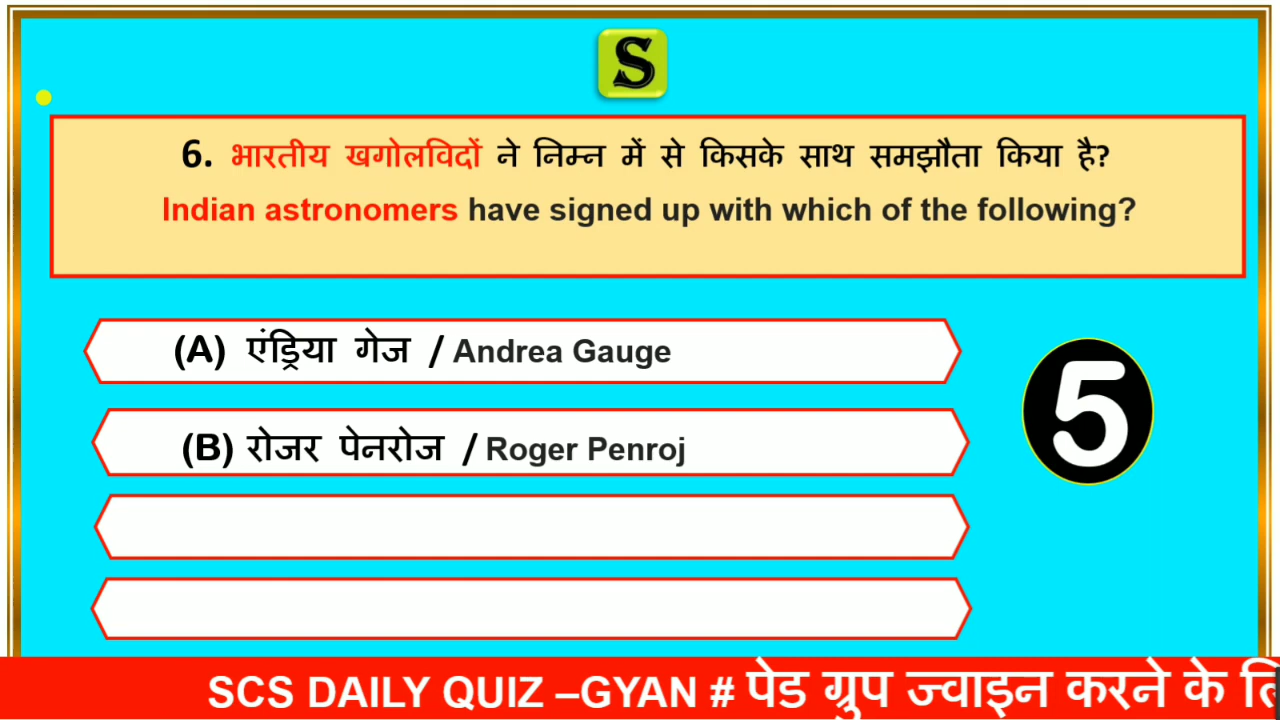 S
6. भारतीय खगोलविदों ने निम्न में से किसके साथ समझौता किया है?
Indian astronomers have signed up with which of the following?
(A) एंड्रिया गेज / Andrea Gauge
5
(B) रोजर पेनरोज / Roger Penroj
SCS DAILY QUIZ –GYAN # पेड ग्रुप ज्वाइन करने के